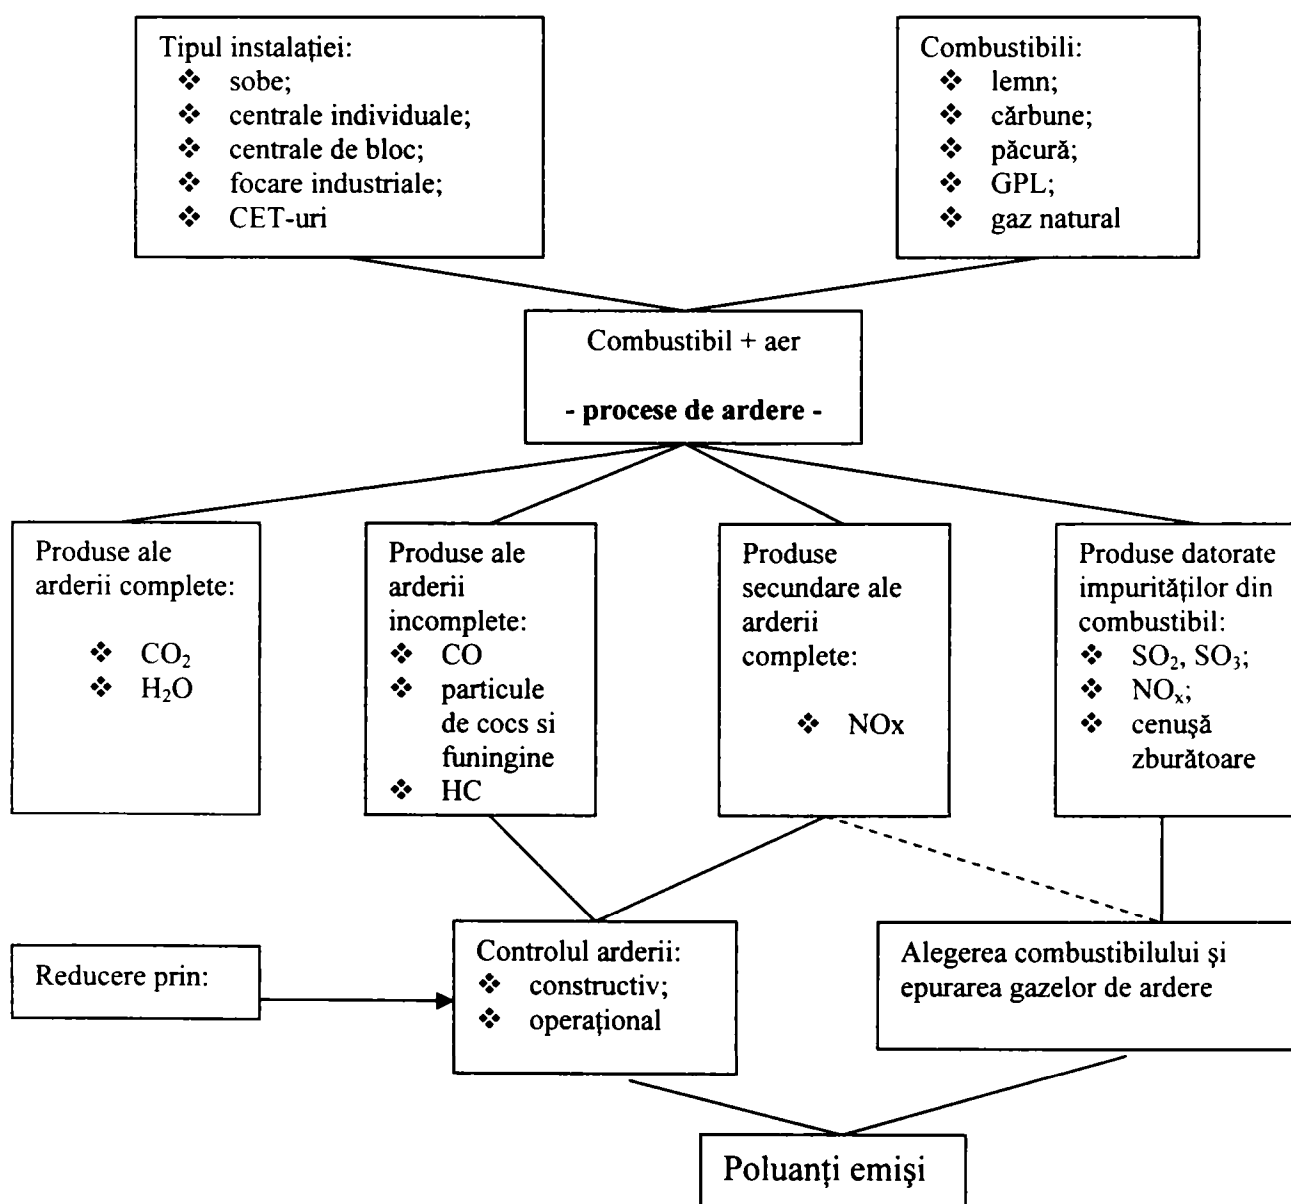 Tipul instalației:
❖ sobe;
❖ centrale individuale;
❖ centrale de bloc;
❖ focare industriale;
❖ CET-uri
Combustibili:
❖ lemn;
❖ cărbune;
❖ păcură;
❖ GPL;
❖ gaz natural
Combustibil + aer
- procese de ardere -
Produse ale
arderii complete:
❖ CO₂
❖ H₂O
Produse ale
arderii
incomplete:
❖ CO
❖ particule
de cocs si
funingine
❖ HC
Produse
secundare ale
arderii
complete:
❖ NOx
Produse datorate
impurităților din
combustibil:
❖ SO₂, SO₃;
❖ NOₓ;
❖ cenuşă
zburătoare
Reducere prin:
Controlul arderii:
❖ constructiv;
❖ operațional
Alegerea combustibilului şi
epurarea gazelor de ardere
Poluanți emişi